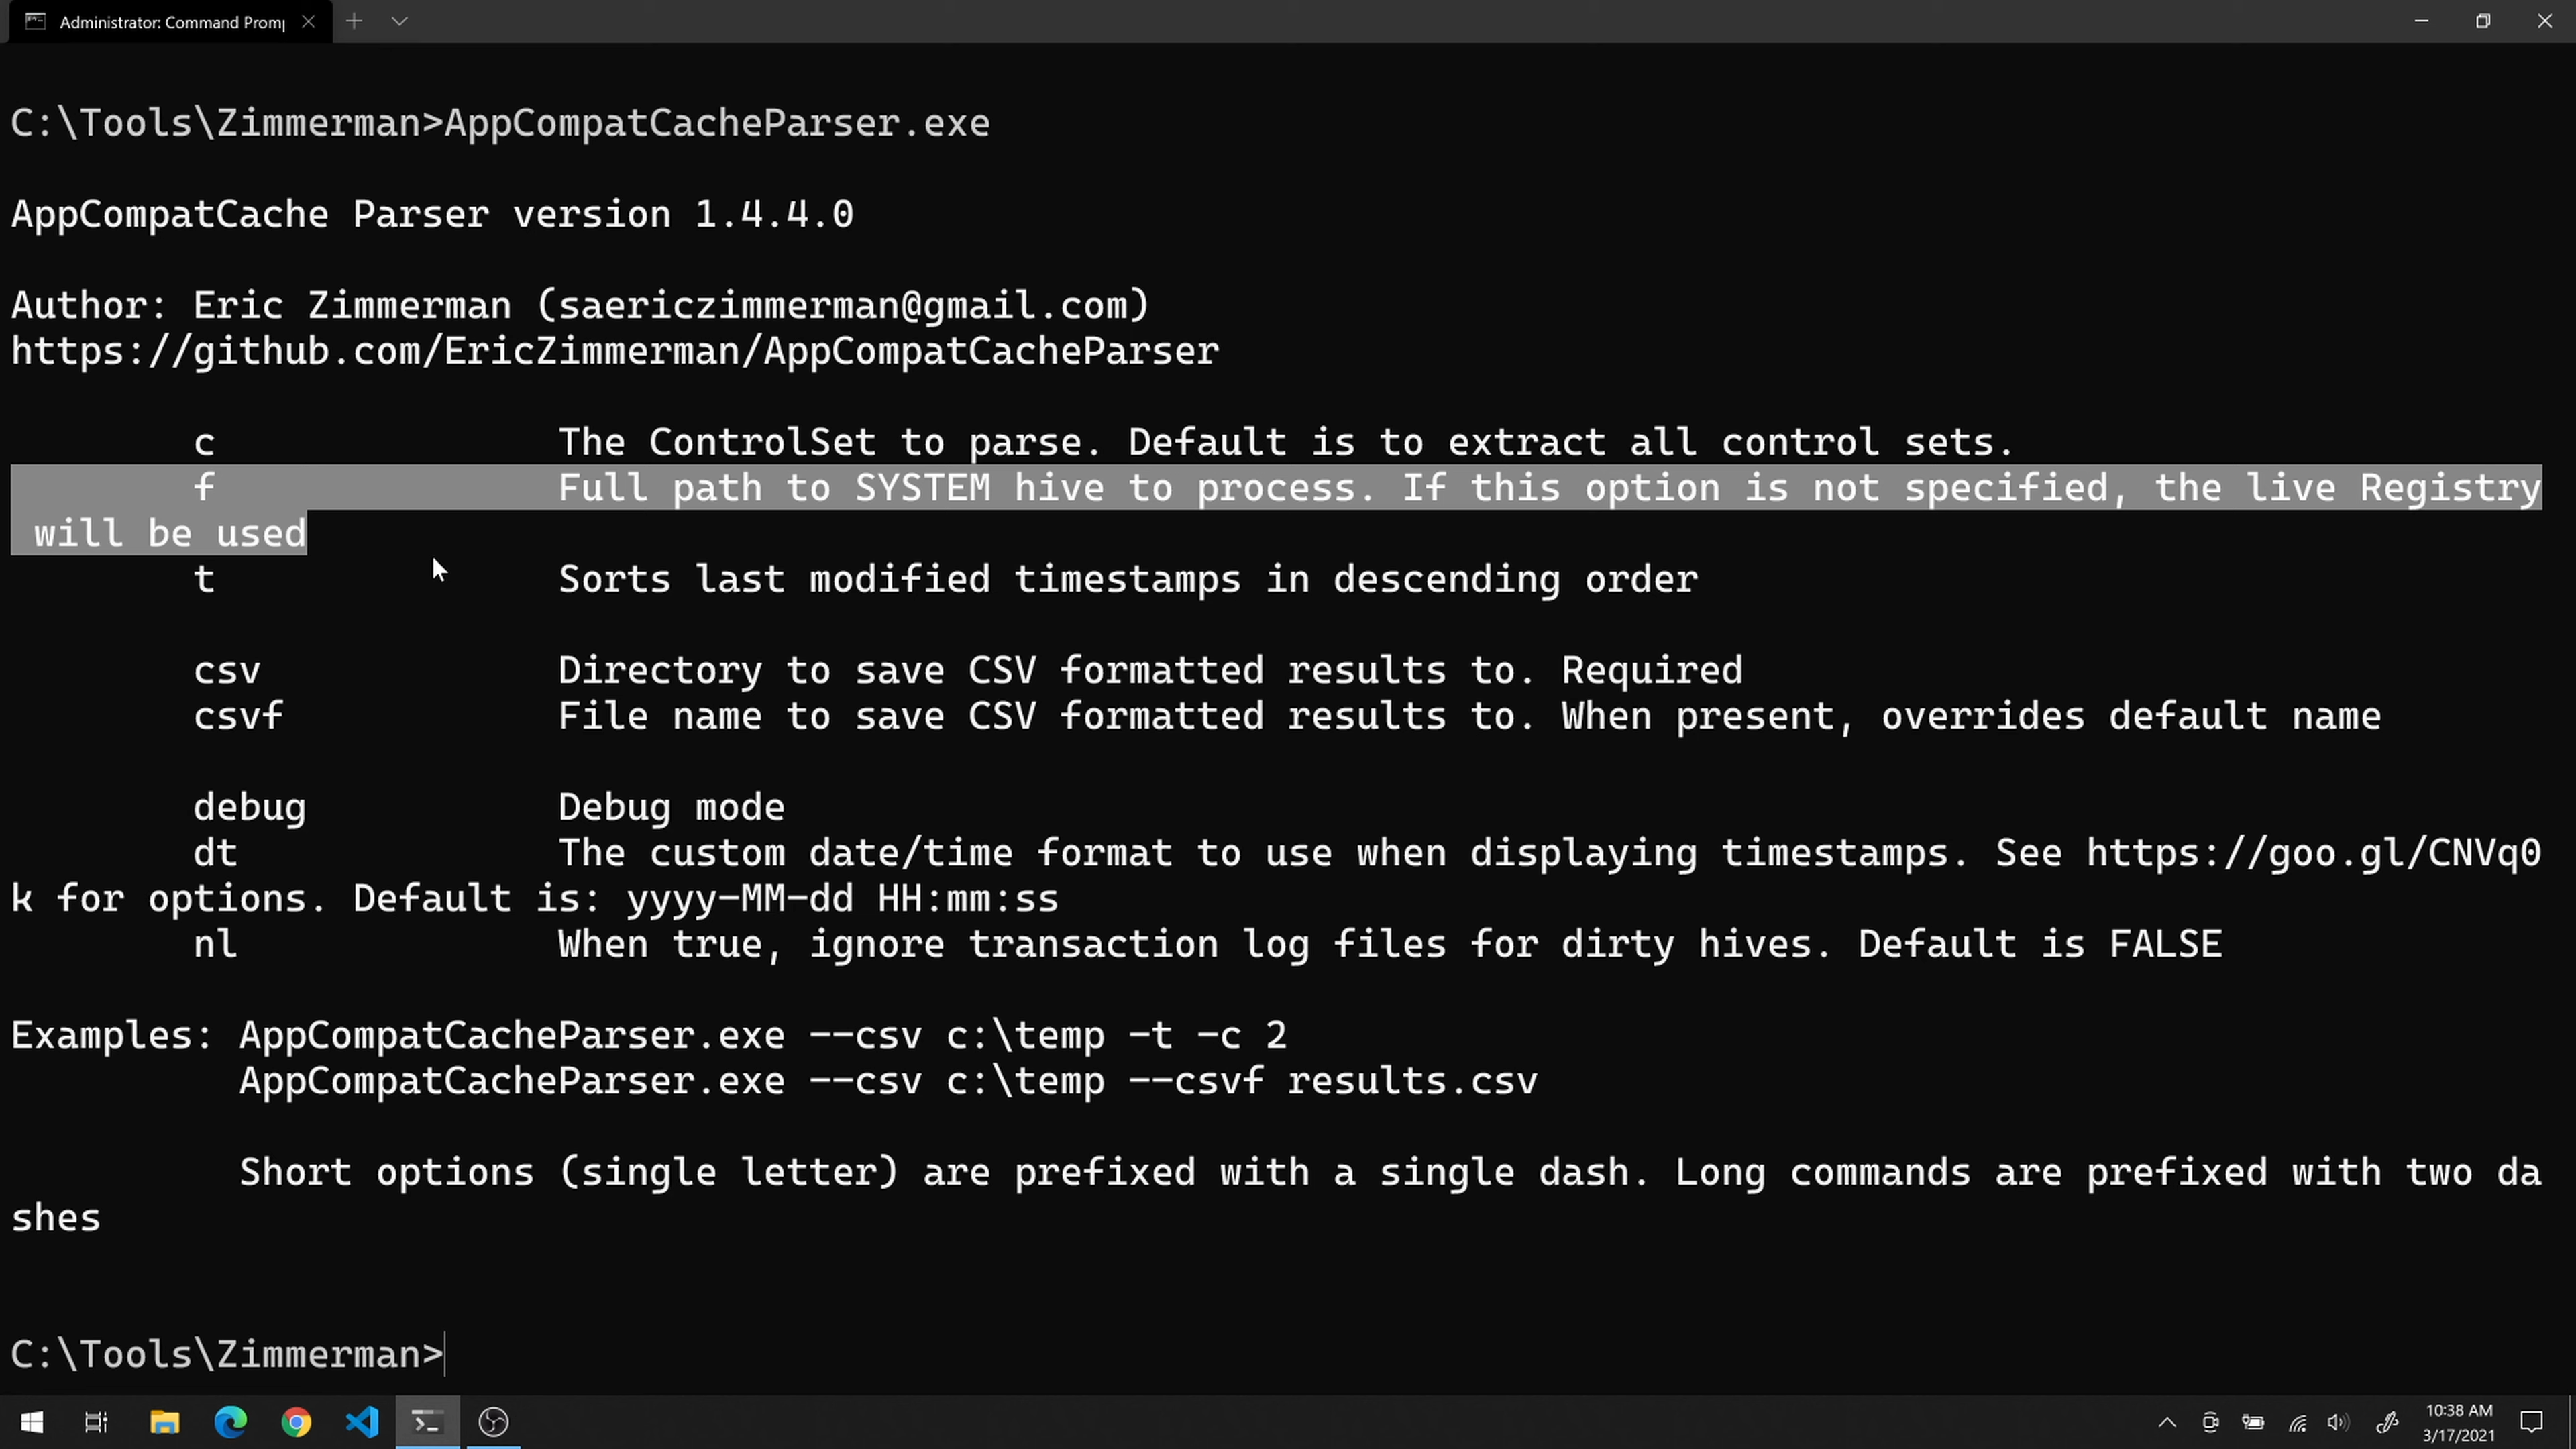 Administrator: Command Promp
C:\Tools\Zimmerman>AppCompatCacheParser.exe
AppCompatCache Parser version 1.4.4.0
Author: Eric Zimmerman (saericzimmerman@gmail.com)
https://github.com/EricZimmerman/AppCompatCacheParser
c The ControlSet to parse. Default is to extract all control sets.
f Full path to SYSTEM hive to process. If this option is not specified, the live Registry
will be used
t Sorts last modified timestamps in descending order
csv Directory to save CSV formatted results to. Required
csvf File name to save CSV formatted results to. When present, overrides default name
debug Debug mode
dt The custom date/time format to use when displaying timestamps. See https://goo.gl/CNVq0
k for options. Default is: yyyy-MM-dd HH:mm:ss
nl When true, ignore transaction log files for dirty hives. Default is FALSE
Examples: AppCompatCacheParser.exe --csv c:\temp -t -c 2
AppCompatCacheParser.exe --csv c:\temp --csvf results.csv
Short options (single letter) are prefixed with a single dash. Long commands are prefixed with two da
shes
C:\Tools\Zimmerman>
10:38 AM
3/17/2021